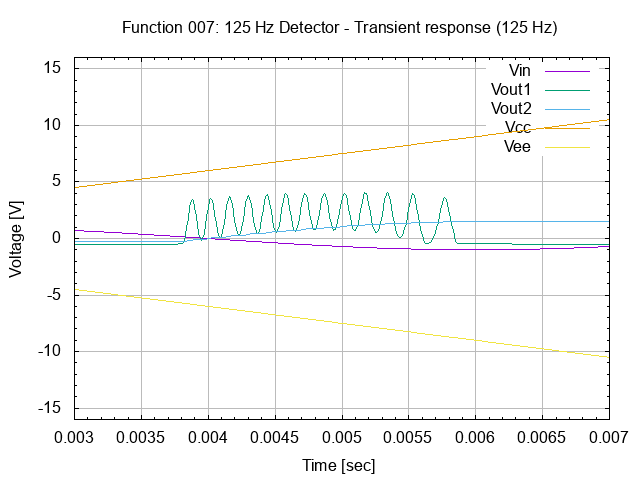 Function 007: 125 Hz Detector - Transient response (125 Hz)
Vin
Vout1
Vout2
Vcc
Vee
15
10
5
0
-5
-10
-15
Voltage [V]
0.003 0.0035 0.004 0.0045 0.005 0.0055 0.006 0.0065 0.007
Time [sec]